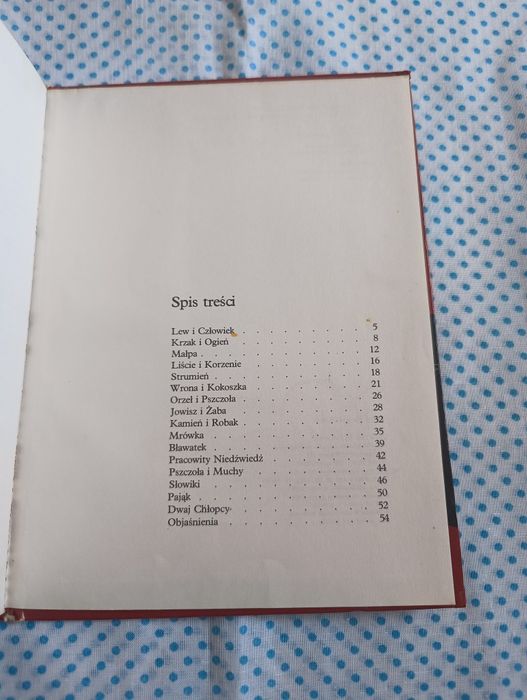 Spis treści
Lew i Człowiek . . . . . . . . . . 5
Krzak i Ogień . . . . . . . . . . 8
Małpa . . . . . . . . . . . . 12
Liście i Korzenie . . . . . . . . . 16
Strumień . . . . . . . . . . . 18
Wrona i Kokoszka . . . . . . . . . 21
Orzeł i Pszczoła . . . . . . . . . 26
Jowisz i Żaba . . . . . . . . . . 28
Kamień i Robak . . . . . . . . . 32
Mrówka . . . . . . . . . . . 35
Bławatek . . . . . . . . . . . 39
Pracowity Niedźwiedź . . . . . . . . 42
Pszczoła i Muchy . . . . . . . . . 44
Słowiki . . . . . . . . . . . 46
Pająk . . . . . . . . . . . . 50
Dwaj Chłopcy . . . . . . . . . . 52
Objaśnienia . . . . . . . . . . 54